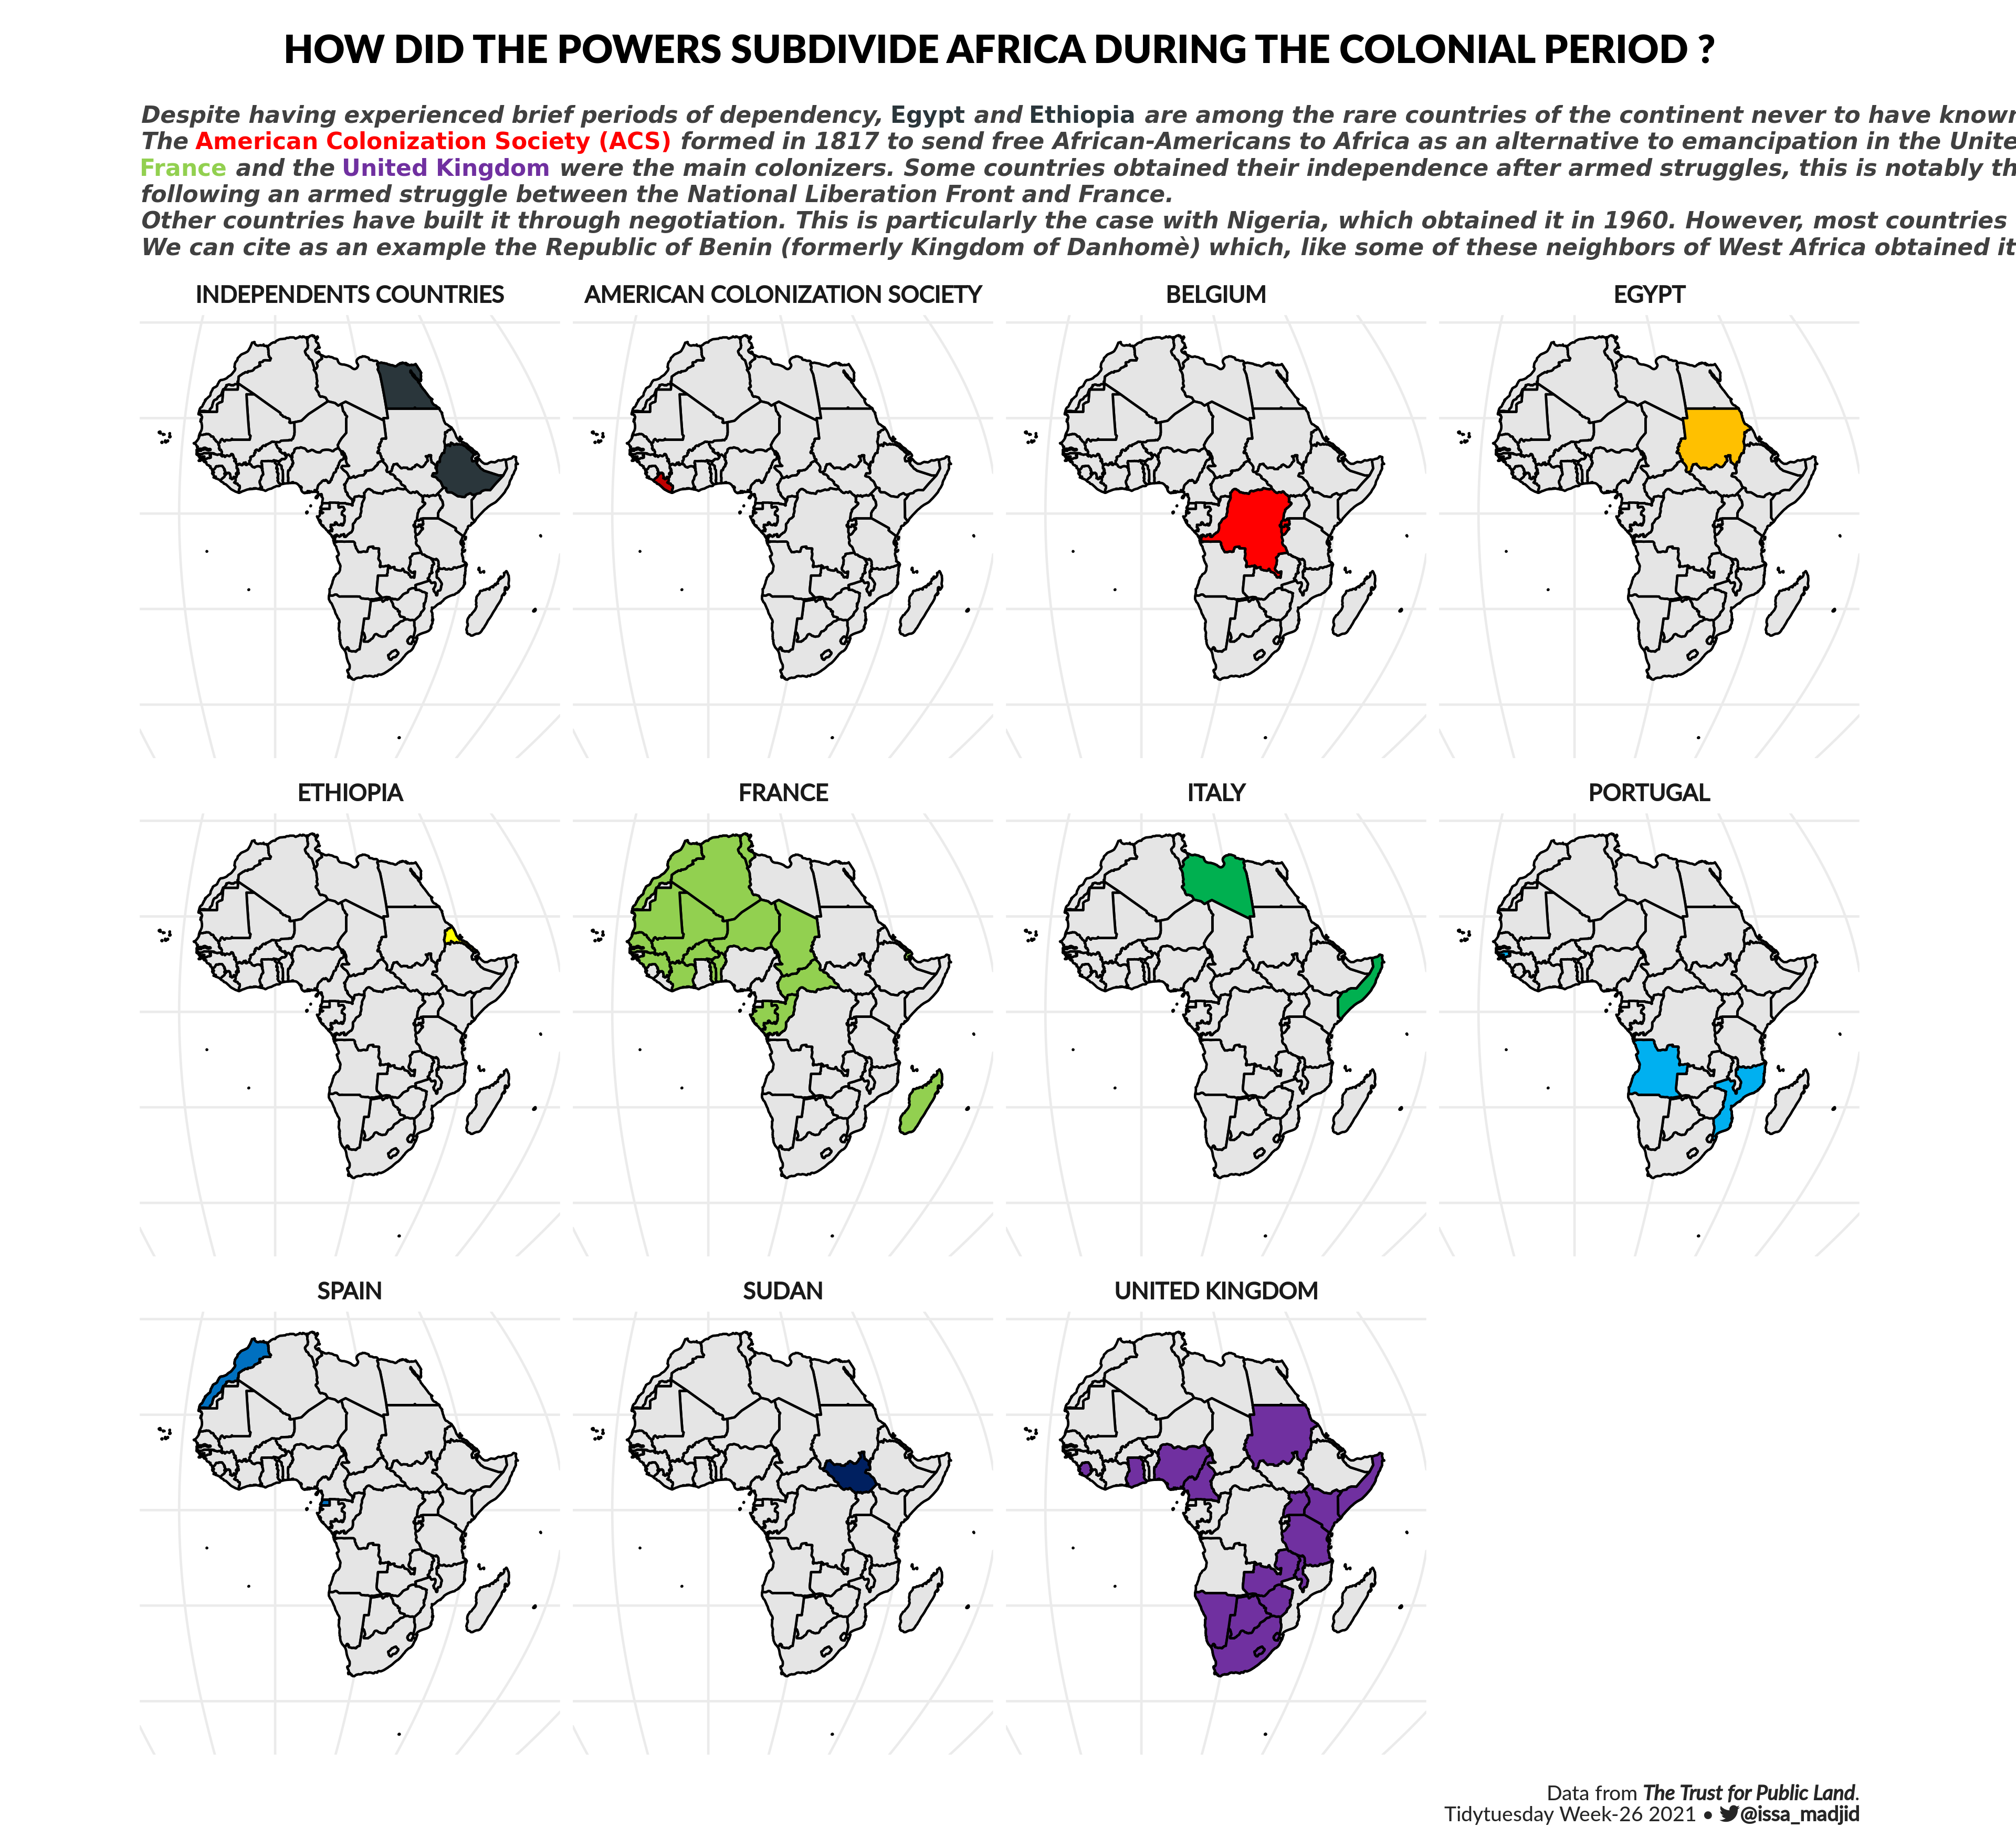 HOW DID THE POWERS SUBDIVIDE AFRICA DURING THE COLONIAL PERIOD ?
Despite having experienced brief periods of dependency, Egypt and Ethiopia are among the rare countries of the continent never to have known
The American Colonization Society (ACS) formed in 1817 to send free African-Americans to Africa as an alternative to emancipation in the Unite
France and the United Kingdom were the main colonizers. Some countries obtained their independence after armed struggles, this is notably th
following an armed struggle between the National Liberation Front and France.
Other countries have built it through negotiation. This is particularly the case with Nigeria, which obtained it in 1960. However, most countries
We can cite as an example the Republic of Benin (formerly Kingdom of Danhomè) which, like some of these neighbors of West Africa obtained it
INDEPENDENTS COUNTRIES
AMERICAN COLONIZATION SOCIETY
BELGIUM
EGYPT
ETHIOPIA
FRANCE
ITALY
PORTUGAL
SPAIN
SUDAN
UNITED KINGDOM
Data from The Trust for Public Land.
Tidytuesday Week-26 2021 • @issa_madjid